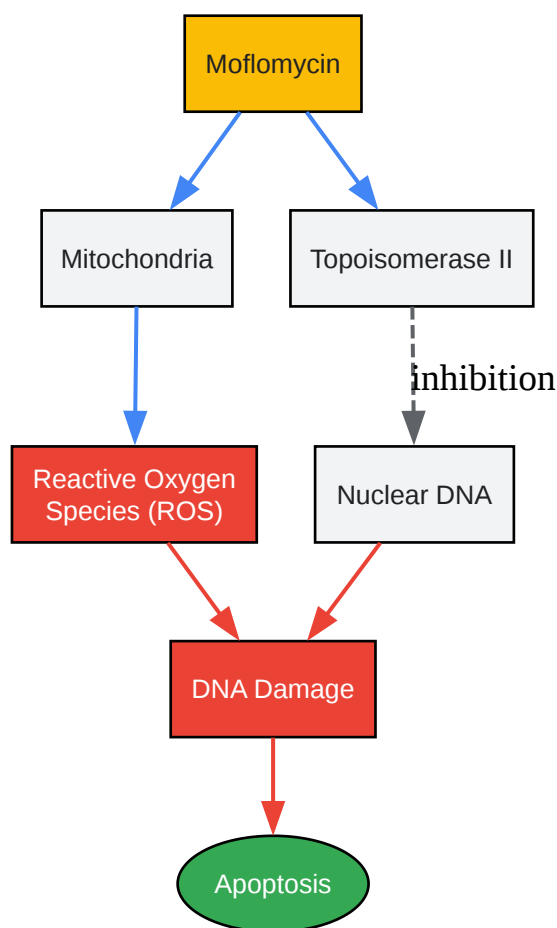 Moflomycin
Mitochondria
Topoisomerase II
inhibition
Reactive Oxygen
Species (ROS)
Nuclear DNA
DNA Damage
Apoptosis